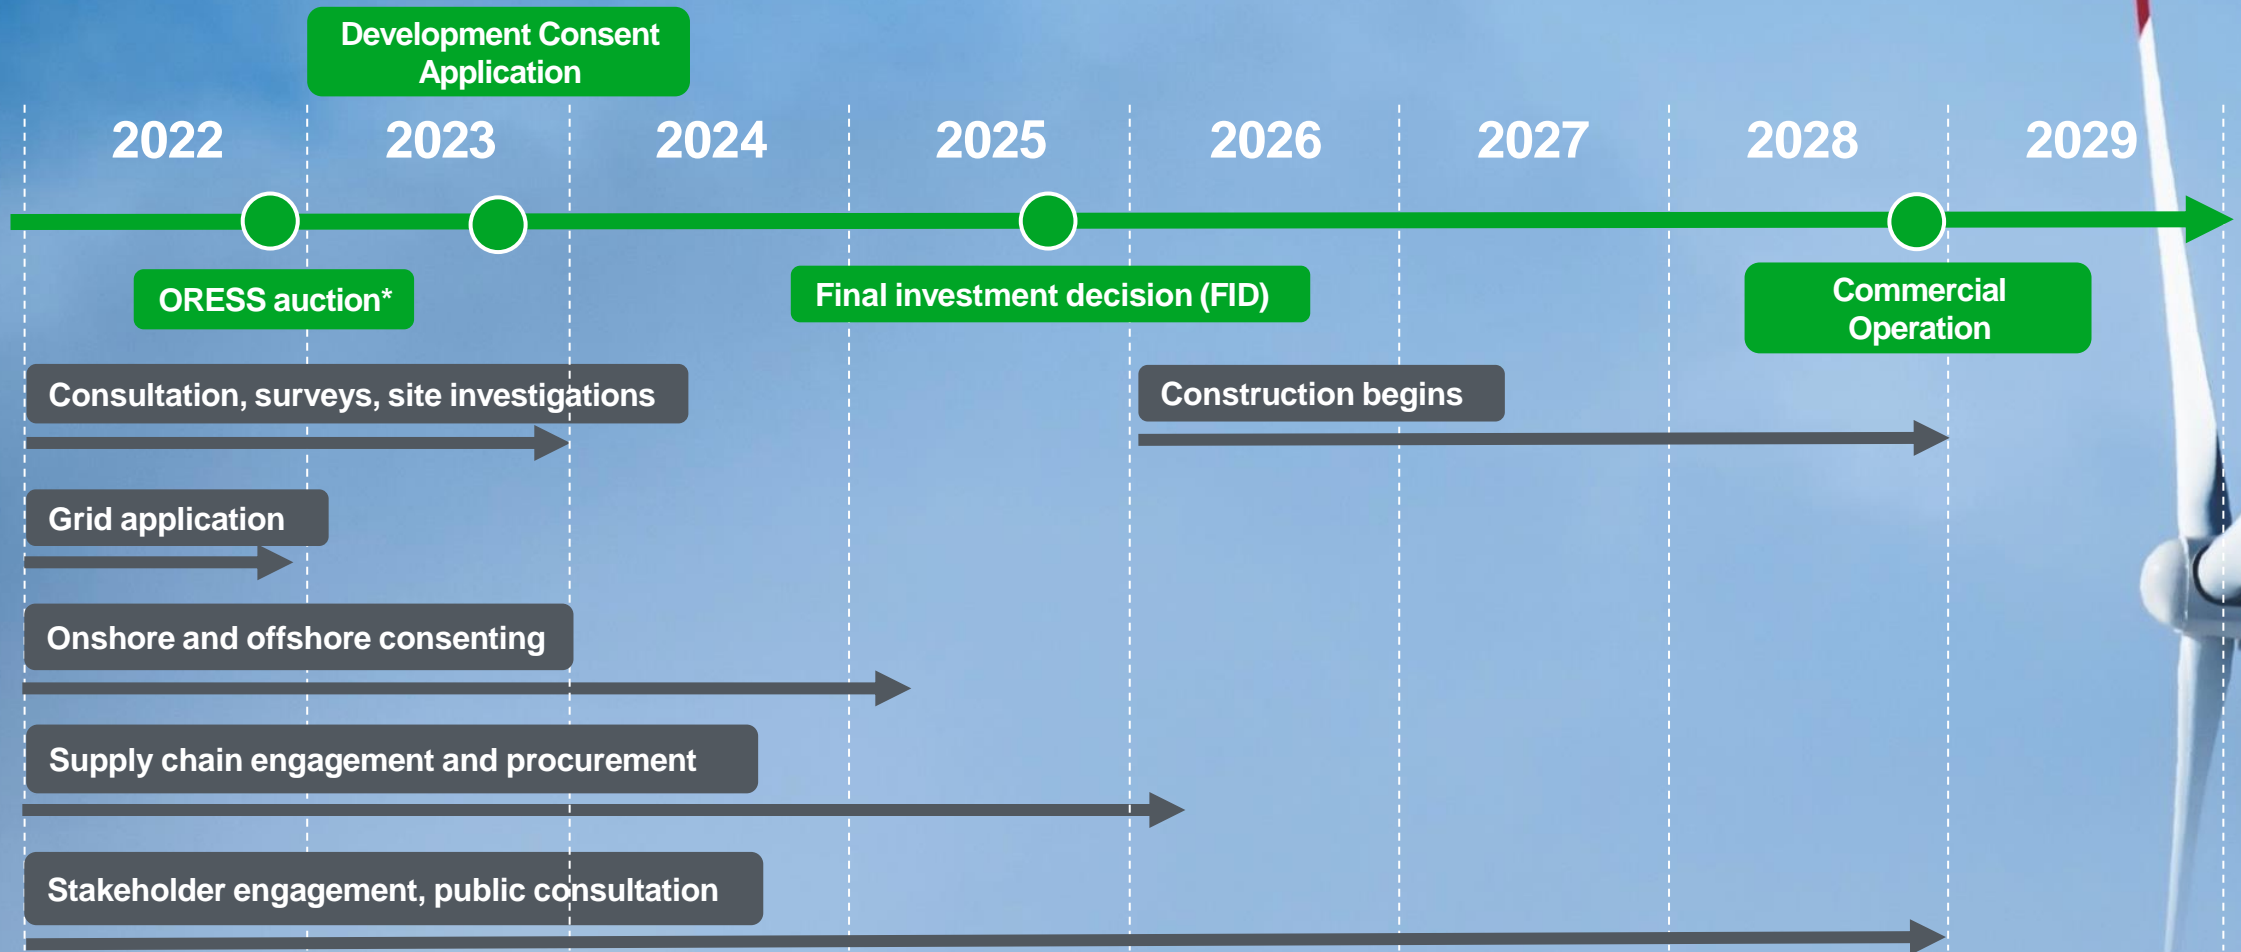 Development Consent
Application
2022 2023 2024 2025 2026 2027 2028 2029
ORESS auction*
Final investment decision (FID)
Commercial
Operation
Consultation, surveys, site investigations
Construction begins
Grid application
Onshore and offshore consenting
Supply chain engagement and procurement
Stakeholder engagement, public consultation